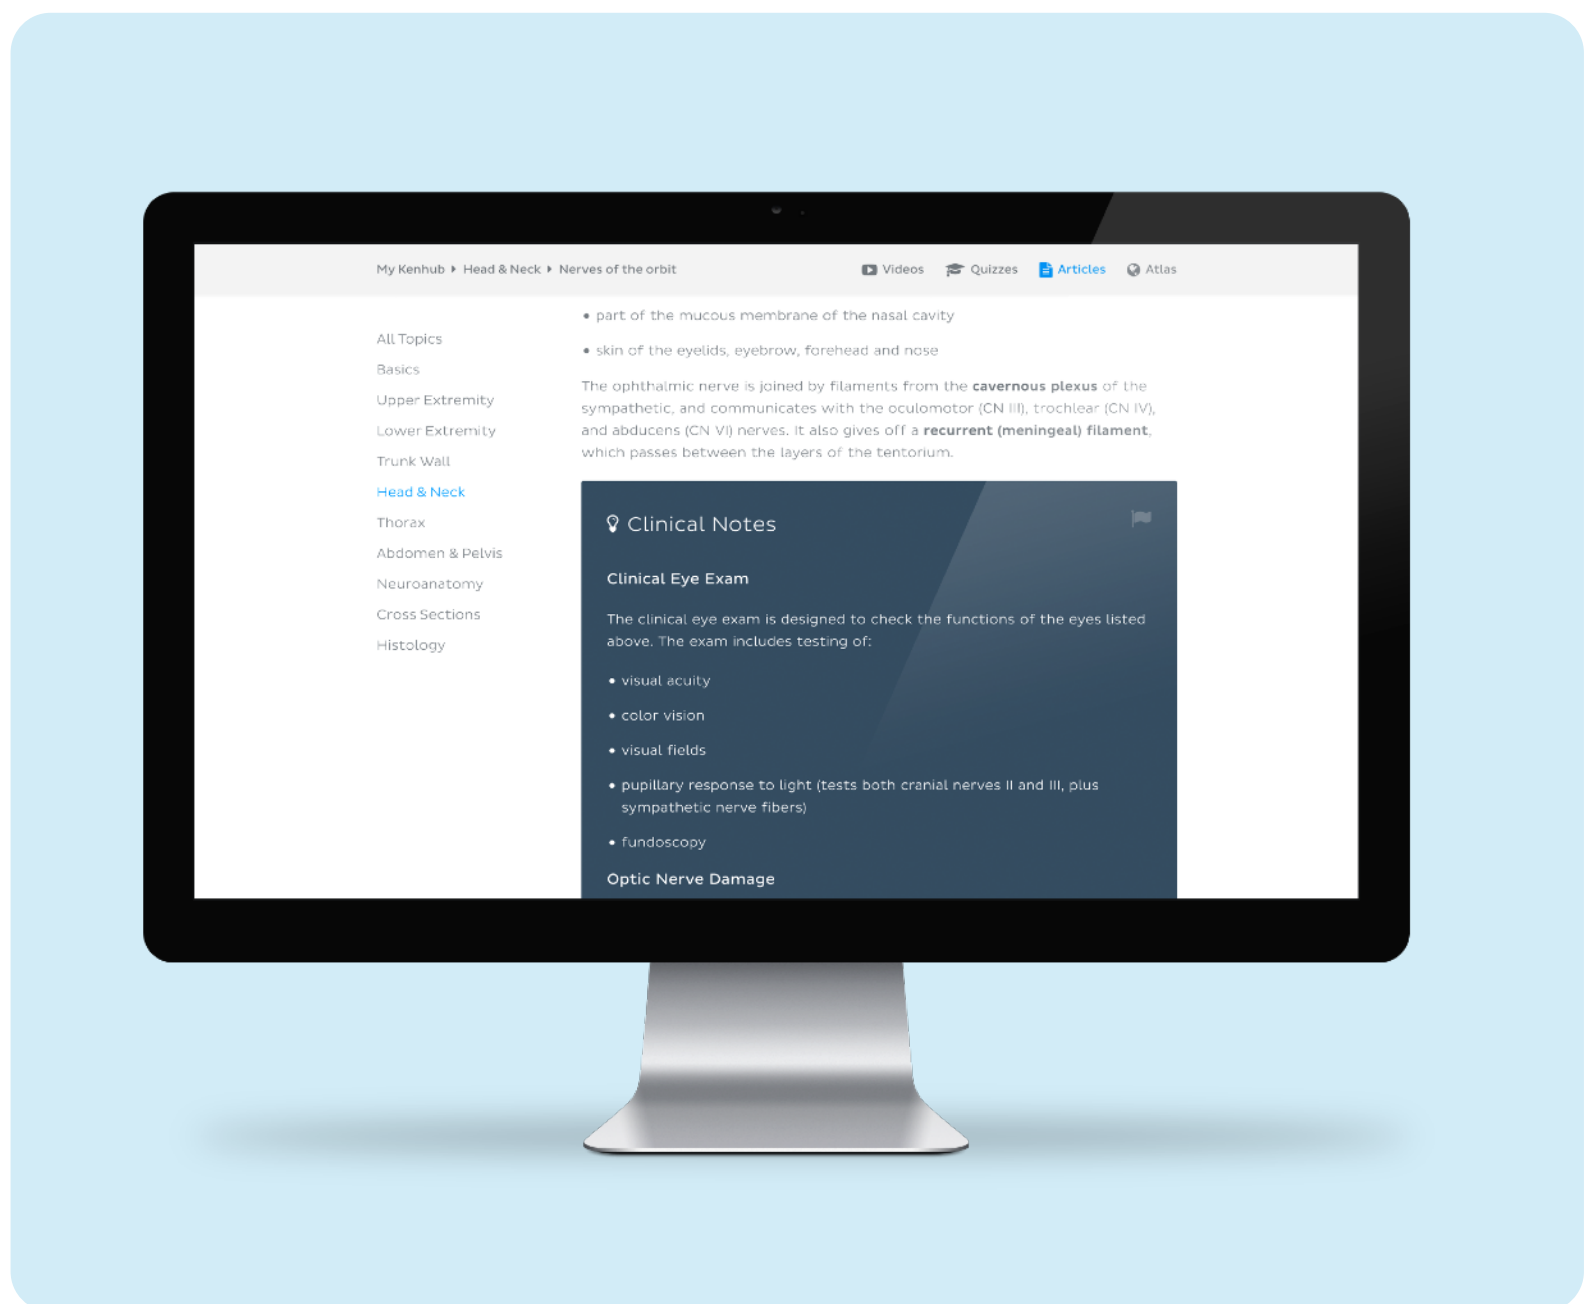 My Kenhub ▸ Head & Neck ▸ Nerves of the orbit
Videos Quizzes Articles Atlas
All Topics
Basics
Upper Extremity
Lower Extremity
Trunk Wall
Head & Neck
Thorax
Abdomen & Pelvis
Neuroanatomy
Cross Sections
Histology
• part of the mucous membrane of the nasal cavity
• skin of the eyelids, eyebrow, forehead and nose
The ophthalmic nerve is joined by filaments from the cavernous plexus of the
sympathetic, and communicates with the oculomotor (CN III), trochlear (CN IV),
and abducens (CN VI) nerves. It also gives off a recurrent (meningeal) filament,
which passes between the layers of the tentorium.
Clinical Notes
Clinical Eye Exam
The clinical eye exam is designed to check the functions of the eyes listed
above. The exam includes testing of:
• visual acuity
• color vision
• visual fields
• pupillary response to light (tests both cranial nerves II and III, plus
sympathetic nerve fibers)
• fundoscopy
Optic Nerve Damage